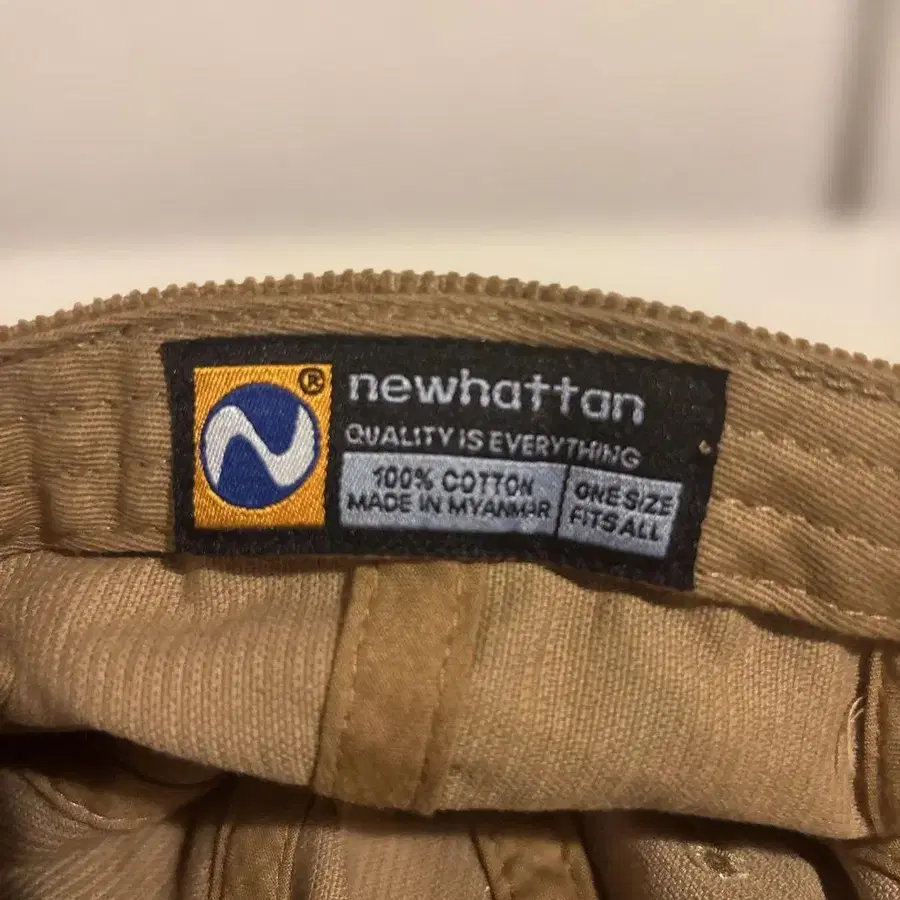 ®
newhattan
QUALITY IS EVERYTHING
100% COTTON
MADE IN MYANMAR
ONE SIZE
FITS ALL